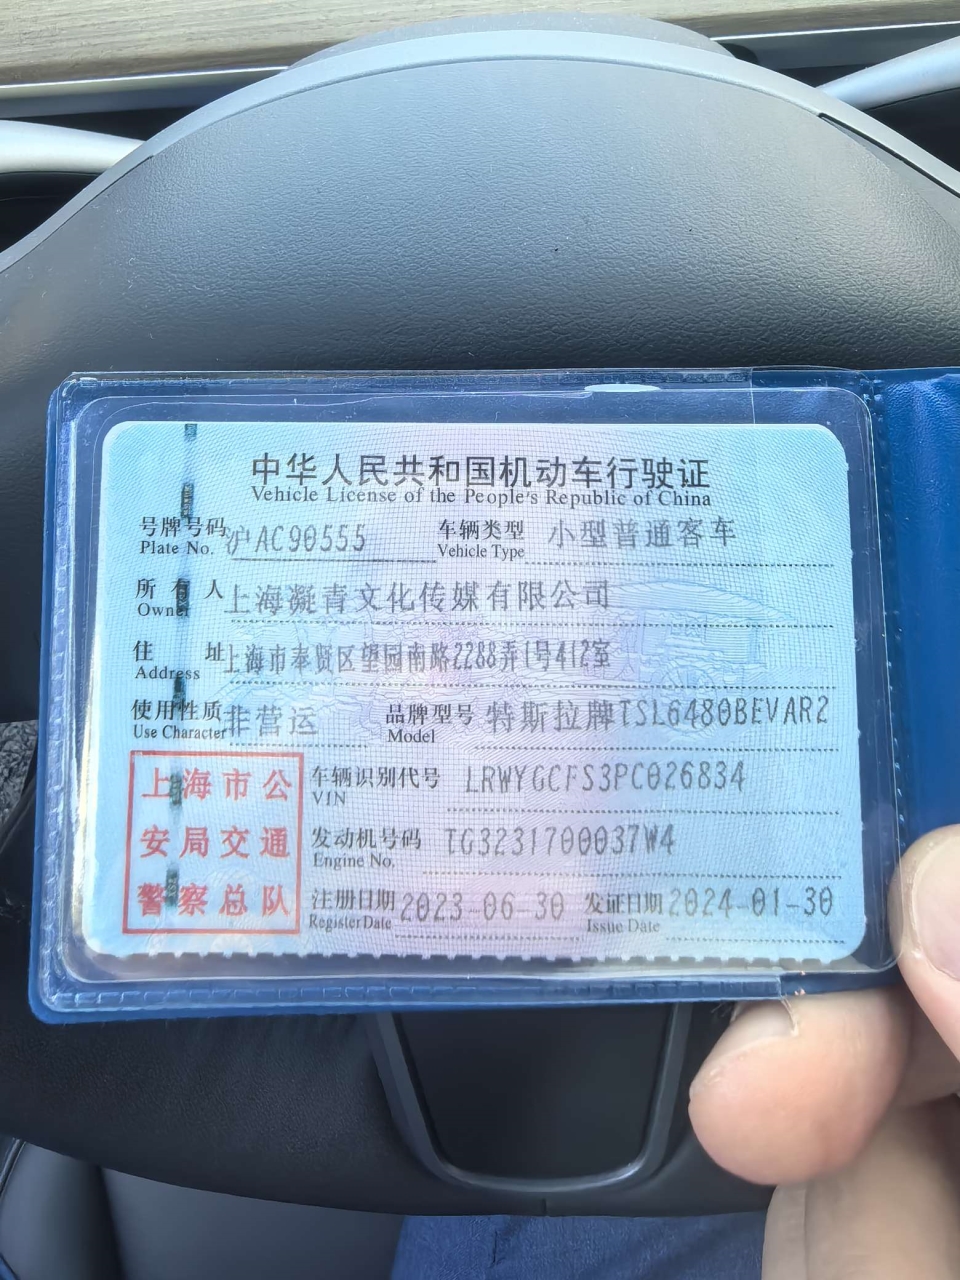 中华人民共和国机动车行驶证
Vehicle License of the People's Republic of China
号牌号码 沪AC90555 车辆类型 小型普通客车
Plate No. Vehicle Type
所有人 上海凝青文化传媒有限公司
Owner
住址 上海市奉贤区望园南路2288弄1号412室
Address
使用性质 非营运 品牌型号 特斯拉牌TSL6480BEVAR2
Use Character Model
上海市公 车辆识别代号 LRWYGCFS3PC026834
VIN
安局交通 发动机号码 TG3231700037W4
Engine No.
警察总队 注册日期 2023-06-30 发证日期 2024-01-30
Register Date Issue Date